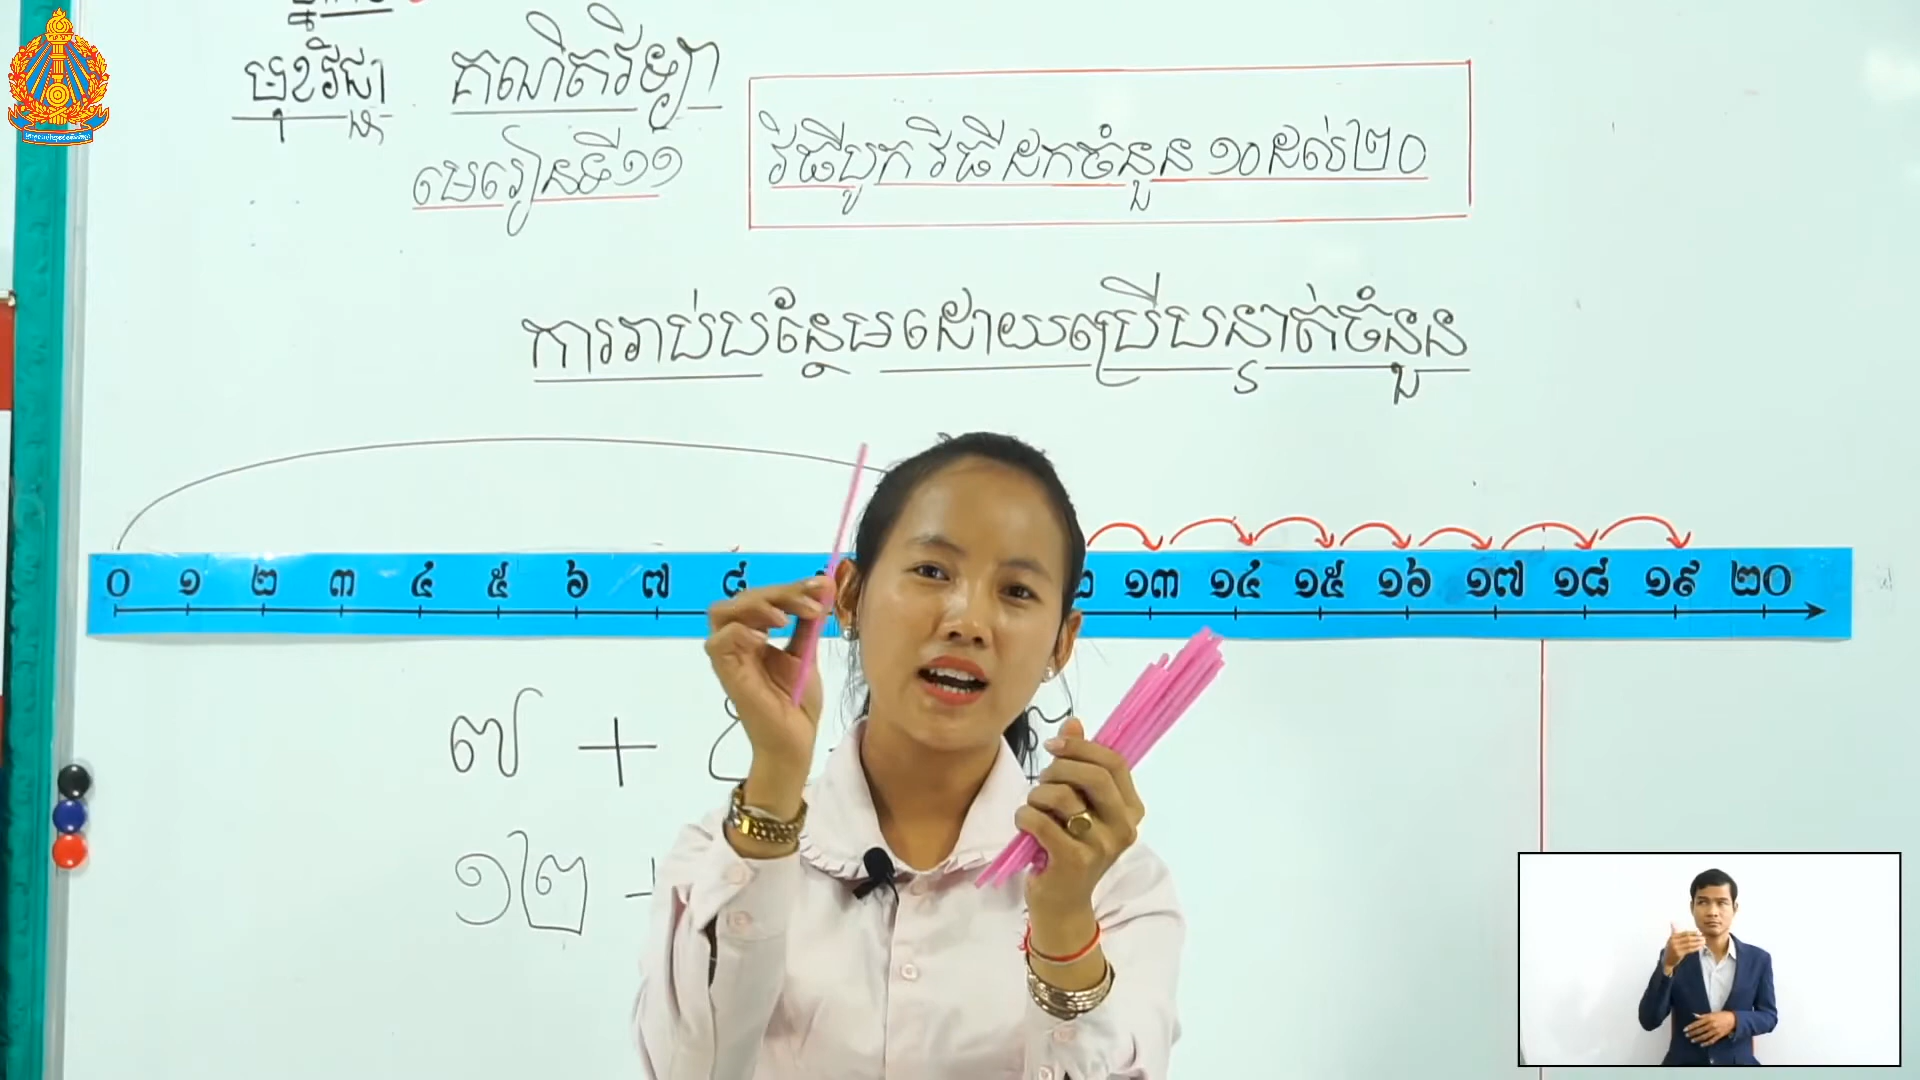 មុខវិជ្ជា គណិតវិទ្យា
មេរៀនទី១១
វិធីបូក វិធីដកចំនួន ១០ដល់២០
ការរាប់បន្ថែមដោយប្រើបន្ទាត់ចំនួន
០ ១ ២ ៣ ៤ ៥ ៦ ៧ ៨ ១៣ ១៤ ១៥ ១៦ ១៧ ១៨ ១៩ ២០
៧ +
១២ +